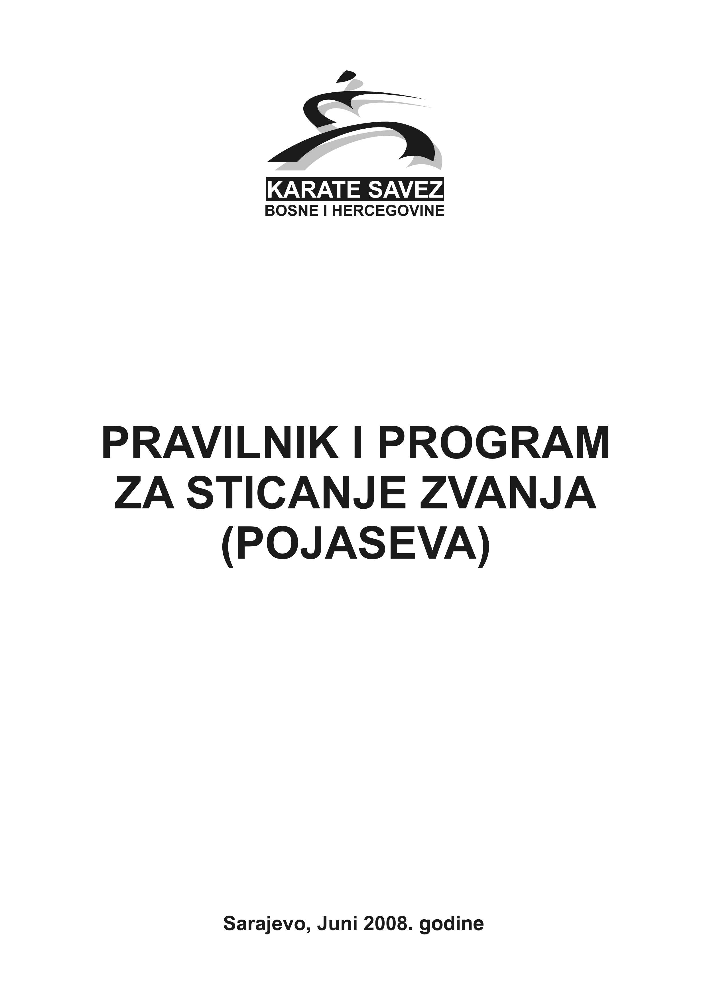 KARATE SAVEZ
BOSNE I HERCEGOVINE
PRAVILNIK I PROGRAM
ZA STICANJE ZVANJA
(POJASEVA)
Sarajevo, Juni 2008. godine